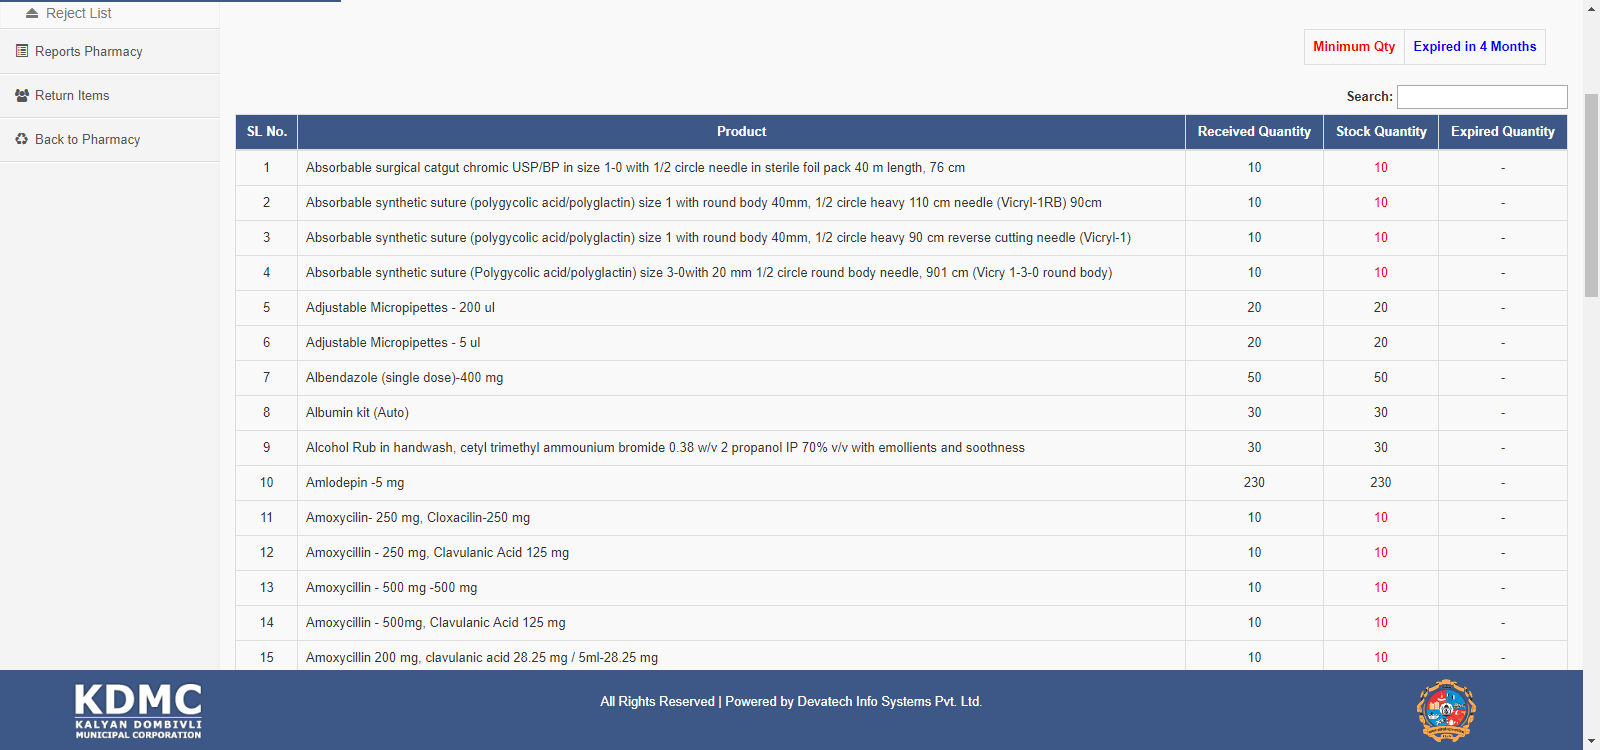 Reject List
Reports Pharmacy
Return Items
Back to Pharmacy
Minimum Qty Expired in 4 Months
Search:
SL No. Product Received Quantity Stock Quantity Expired Quantity
1 Absorbable surgical catgut chromic USP/BP in size 1-0 with 1/2 circle needle in sterile foil pack 40 m length, 76 cm 10 10 -
2 Absorbable synthetic suture (polygycolic acid/polyglactin) size 1 with round body 40mm, 1/2 circle heavy 110 cm needle (Vicryl-1RB) 90cm 10 10 -
3 Absorbable synthetic suture (polygycolic acid/polyglactin) size 1 with round body 40mm, 1/2 circle heavy 90 cm reverse cutting needle (Vicryl-1) 10 10 -
4 Absorbable synthetic suture (Polygycolic acid/polyglactin) size 3-0with 20 mm 1/2 circle round body needle, 901 cm (Vicry 1-3-0 round body) 10 10 -
5 Adjustable Micropipettes - 200 ul 20 20 -
6 Adjustable Micropipettes - 5 ul 20 20 -
7 Albendazole (single dose)-400 mg 50 50 -
8 Albumin kit (Auto) 30 30 -
9 Alcohol Rub in handwash, cetyl trimethyl ammounium bromide 0.38 w/v 2 propanol IP 70% v/v with emollients and soothness 30 30 -
10 Amlodepin -5 mg 230 230 -
11 Amoxycilin- 250 mg, Cloxacilin-250 mg 10 10 -
12 Amoxycillin - 250 mg, Clavulanic Acid 125 mg 10 10 -
13 Amoxycillin - 500 mg -500 mg 10 10 -
14 Amoxycillin - 500mg, Clavulanic Acid 125 mg 10 10 -
15 Amoxycillin 200 mg, clavulanic acid 28.25 mg / 5ml-28.25 mg 10 10 -
KDMC
KALYAN DOMBIVLI
MUNICIPAL CORPORATION
All Rights Reserved | Powered by Devatech Info Systems Pvt. Ltd.